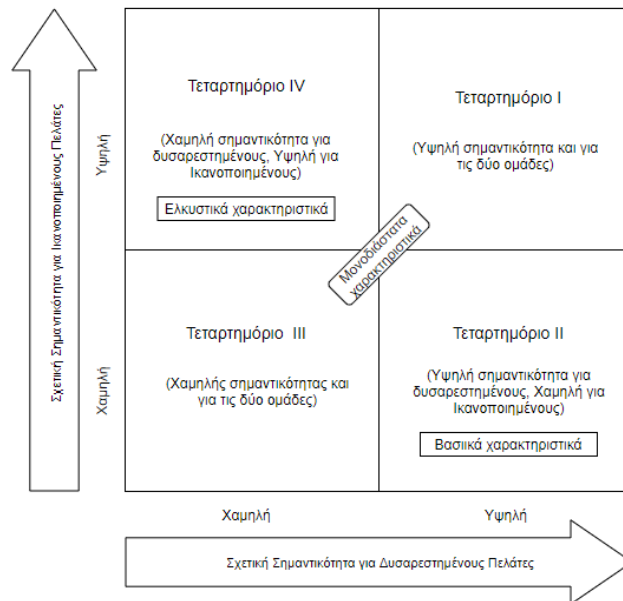 Σχετική Σημαντικότητα για Ικανοποιημένους Πελάτες
Υψηλή
Χαμηλή
Τεταρτημόριο IV
(Χαμηλή σημαντικότητα για
δυσαρεστημένους, Υψηλή για
Ικανοποιημένους)
Ελκυστικά χαρακτηριστικά
Τεταρτημόριο I
(Υψηλή σημαντικότητα και για
τις δύο ομάδες)
Μονοδιάστατα
χαρακτηριστικά
Τεταρτημόριο III
(Χαμηλής σημαντικότητας και
για τις δύο ομάδες)
Τεταρτημόριο II
(Υψηλή σημαντικότητα για
δυσαρεστημένους, Χαμηλή για
Ικανοποιημένους)
Βασιικά χαρακτηριστικά
Χαμηλή
Υψηλή
Σχετική Σημαντικότητα για Δυσαρεστημένους Πελάτες